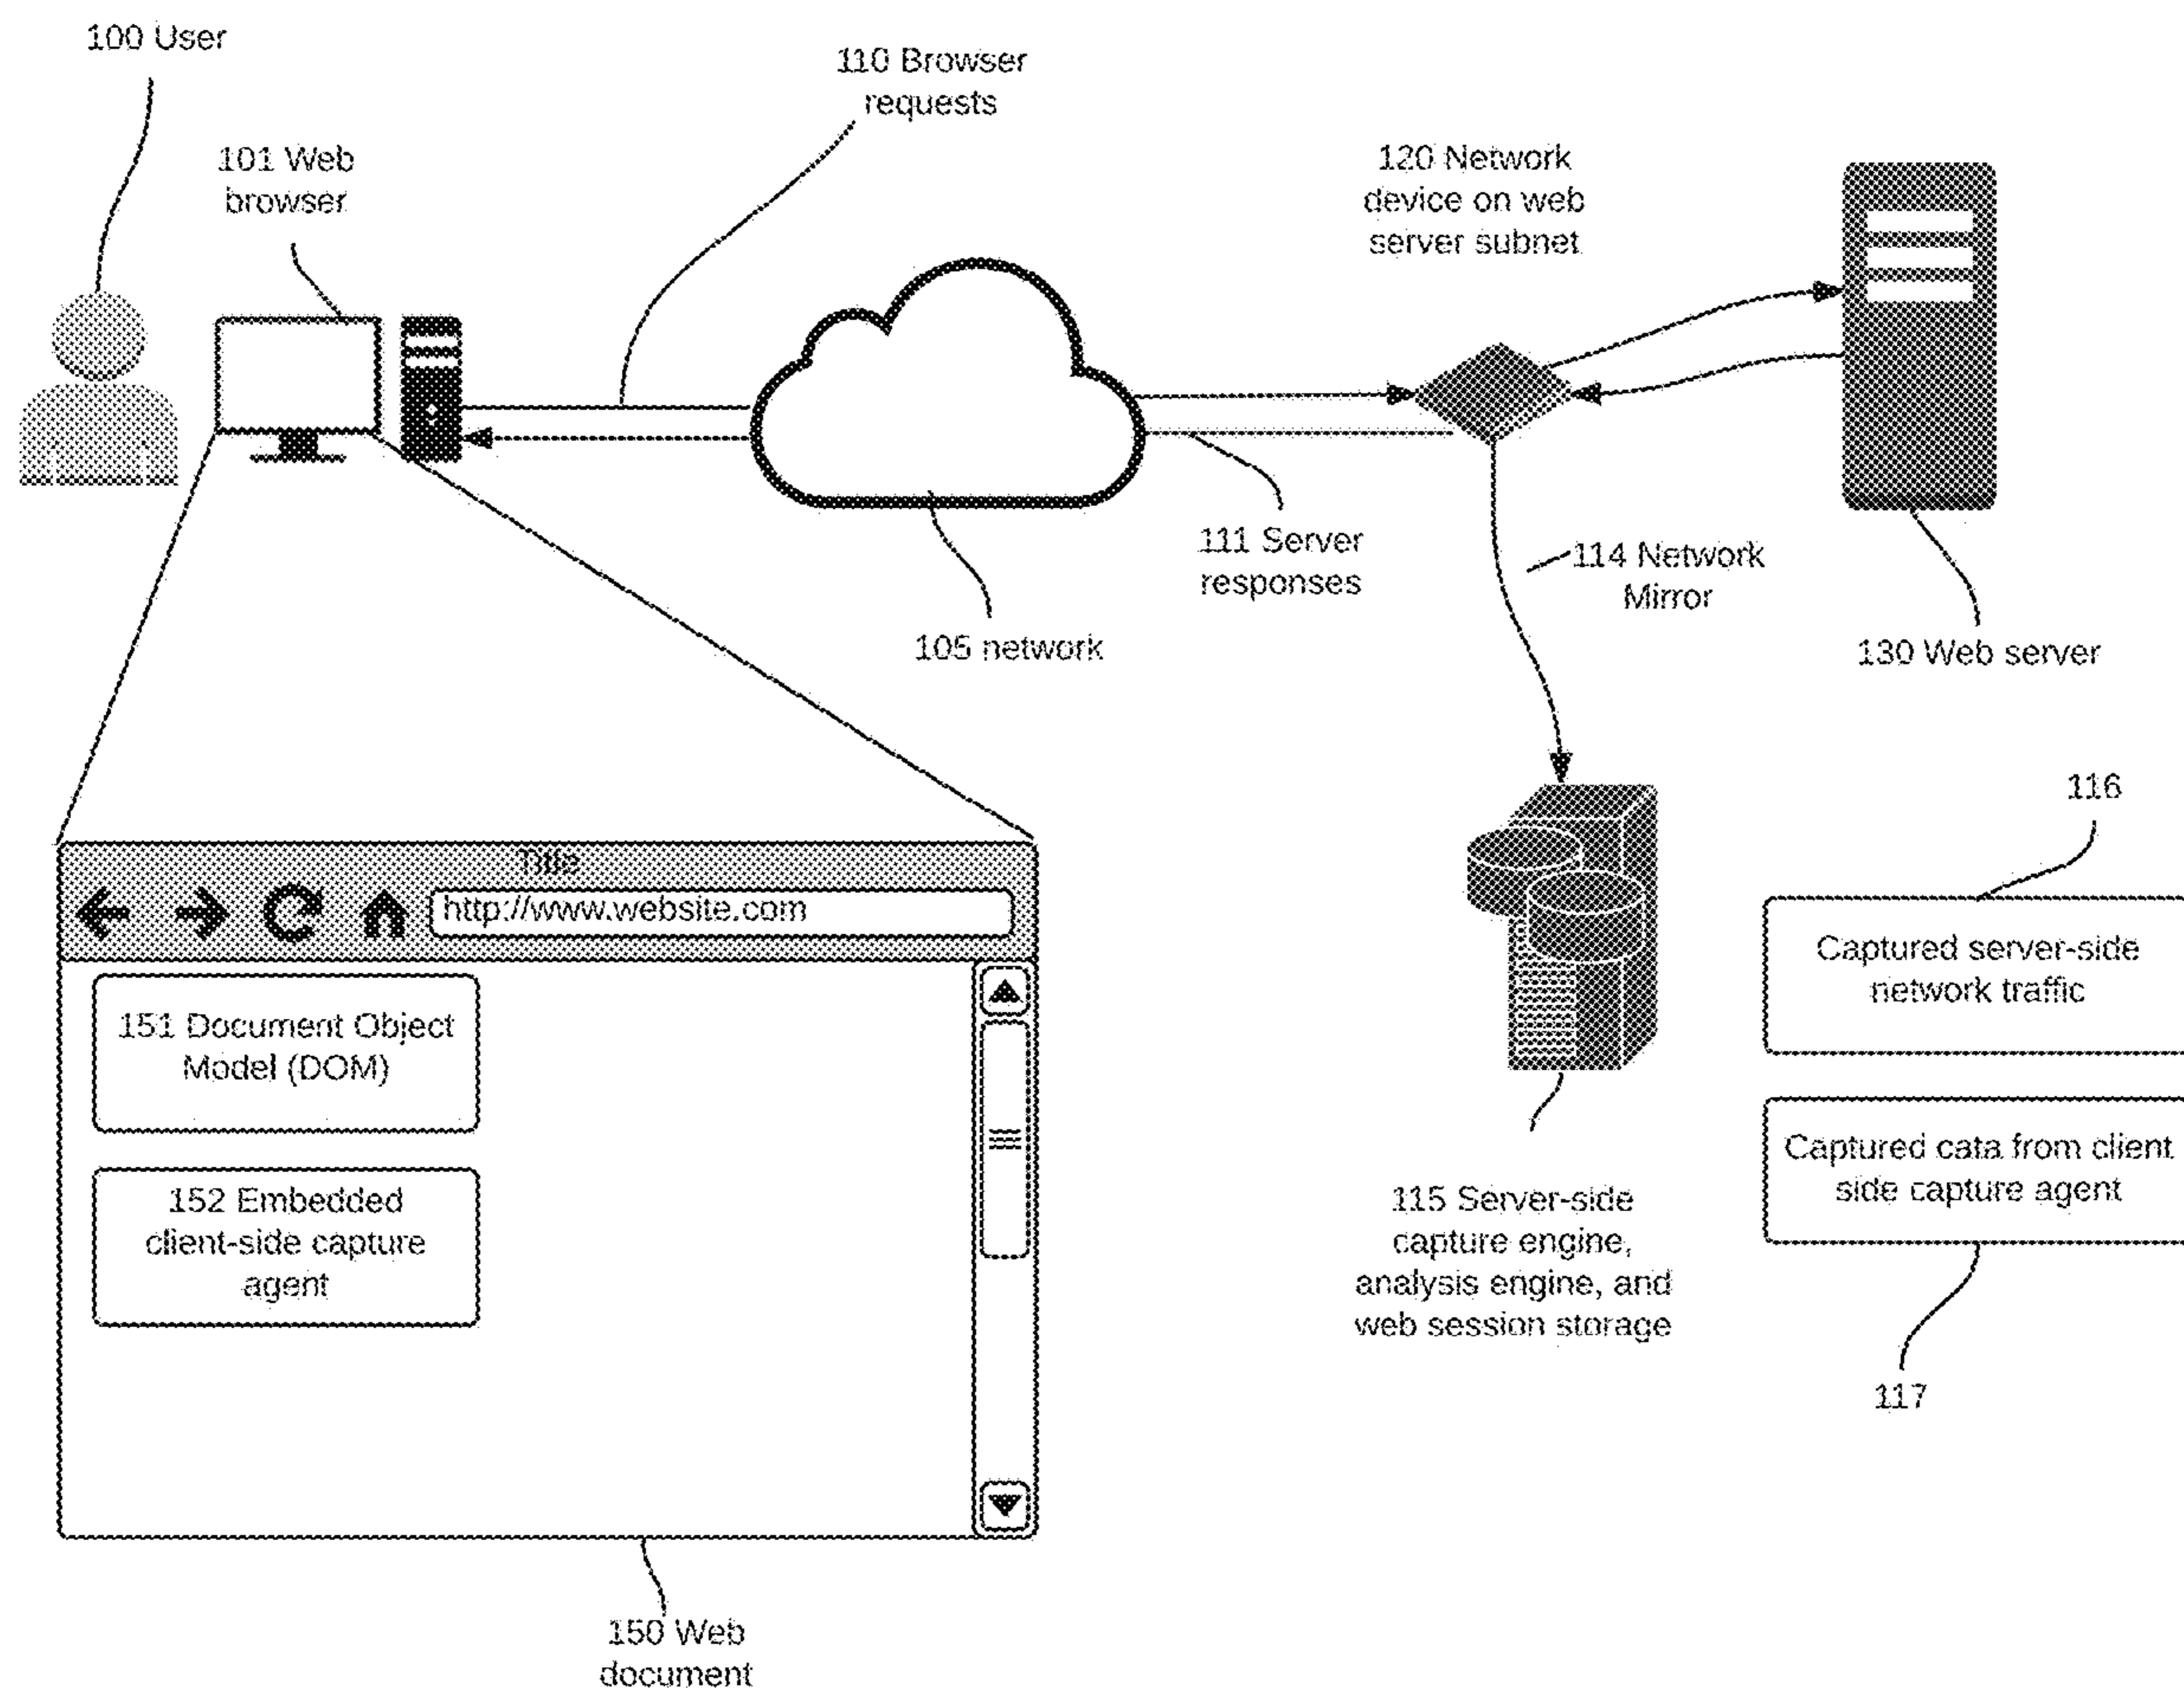 100 User
110 Browser
requests
101 Web
browser
120 Network
device on web
server subnet
111 Server
responses
114 Network
Mirror
105 network
130 Web server
116
Title
http://www.website.com
Captured server-side
network traffic
151 Document Object
Model (DOM)
Captured cata from client
side capture agent
152 Embedded
client-side capture
agent
115 Server-side
capture engine,
analysis engine, and
web session storage
117
150 Web
document